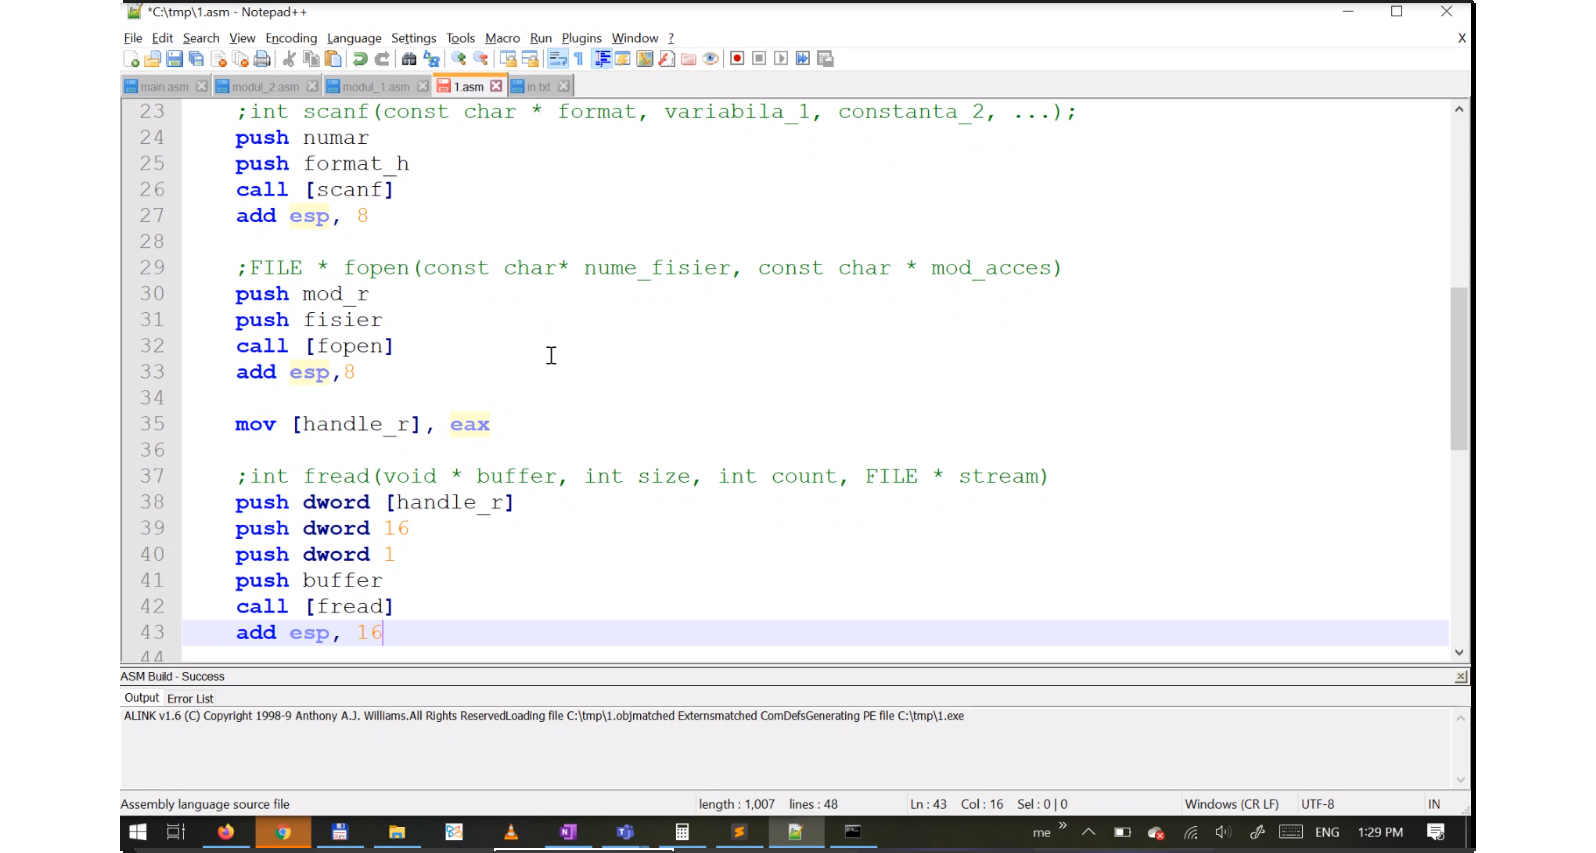 *C:\tmp\1.asm - Notepad++
File Edit Search View Encoding Language Settings Tools Macro Run Plugins Window ? X
main.asm modul_2.asm modul_1.asm 1.asm in.txt
23 ;int scanf(const char * format, variabila_1, constanta_2, ...);
24 push numar
25 push format_h
26 call [scanf]
27 add esp, 8
28
29 ;FILE * fopen(const char* nume_fisier, const char * mod_acces)
30 push mod_r
31 push fisier
32 call [fopen]
33 add esp,8
34
35 mov [handle_r], eax
36
37 ;int fread(void * buffer, int size, int count, FILE * stream)
38 push dword [handle_r]
39 push dword 16
40 push dword 1
41 push buffer
42 call [fread]
43 add esp, 16
44
ASM Build - Success
Output Error List
ALINK v1.6 (C) Copyright 1998-9 Anthony A.J. Williams.All Rights ReservedLoading file C:\tmp\1.objmatched Externsmatched ComDefsGenerating PE file C:\tmp\1.exe
Assembly language source file length : 1,007 lines : 48 Ln : 43 Col : 16 Sel : 0 | 0 Windows (CR LF) UTF-8 IN
me » ENG 1:29 PM